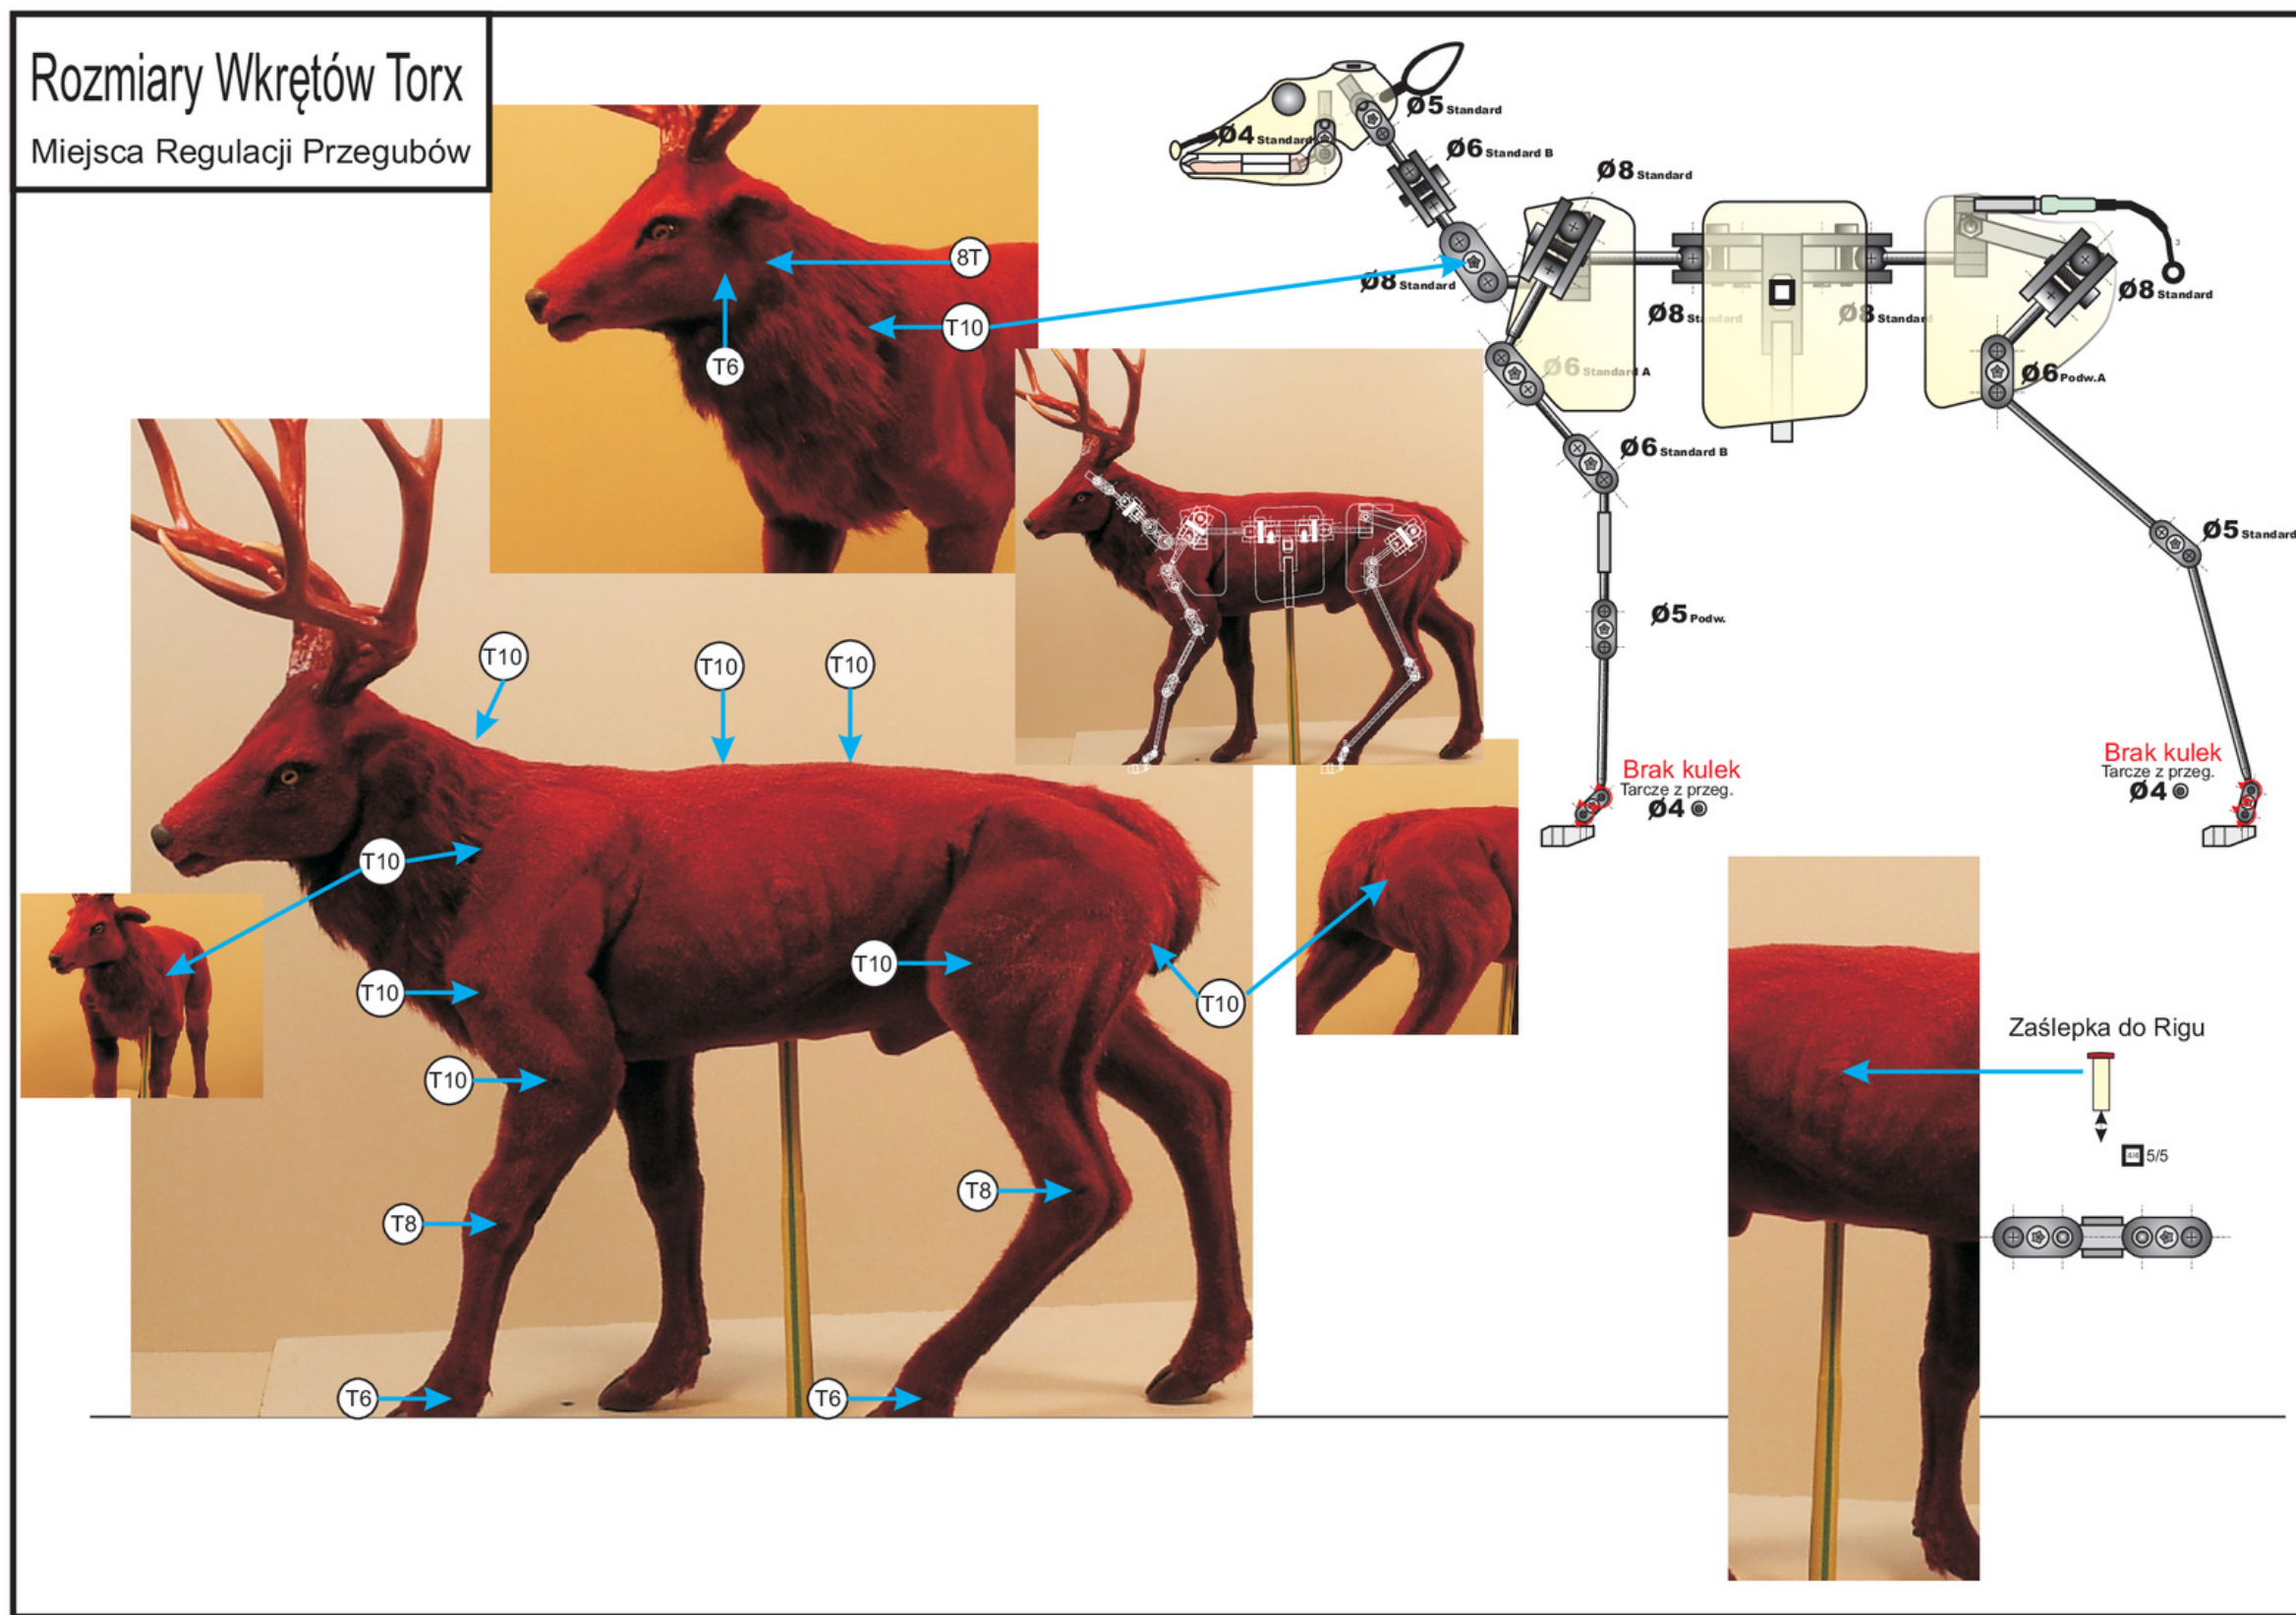 Rozmiary Wkrętów Torx
Miejsca Regulacji Przegubów
Ø5 Standard
Ø4 Standard
Ø6 Standard B
Ø8 Standard
Ø8 Standard
Ø8 Standard
Ø8 Standard
Ø8 Standard
3
Ø6 Standard A
Ø6 Podw.A
Ø6 Standard B
Ø5 Standard
Ø5 Podw.
Brak kulek
Tarcze z przeg.
Ø4
Brak kulek
Tarcze z przeg.
Ø4
8T
T10
T6
T10
T10
T10
T10
T10
T10
T10
T10
T8
T8
T6
T6
Zaślepka do Rigu
4/4 5/5